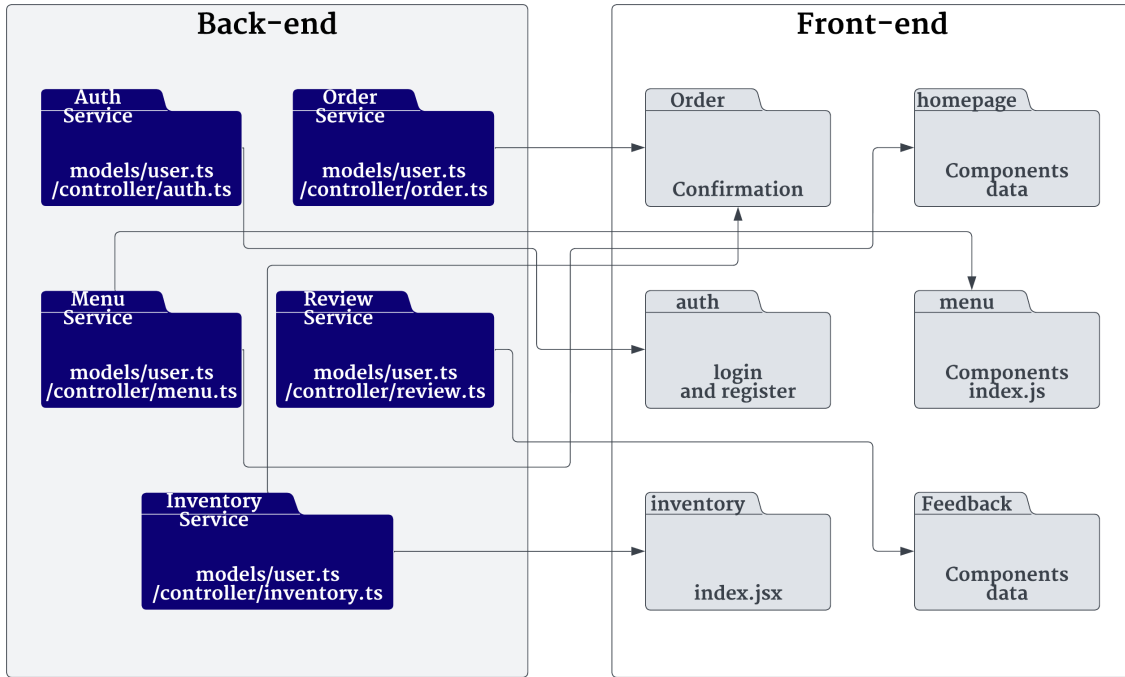 Back-end
Auth
Service
models/user.ts
/controller/auth.ts
Order
Service
models/user.ts
/controller/order.ts
Menu
Service
models/user.ts
/controller/menu.ts
Review
Service
models/user.ts
/controller/review.ts
Inventory
Service
models/user.ts
/controller/inventory.ts
Front-end
Order
Confirmation
homepage
Components
data
auth
login
and register
menu
Components
index.js
inventory
index.jsx
Feedback
Components
data